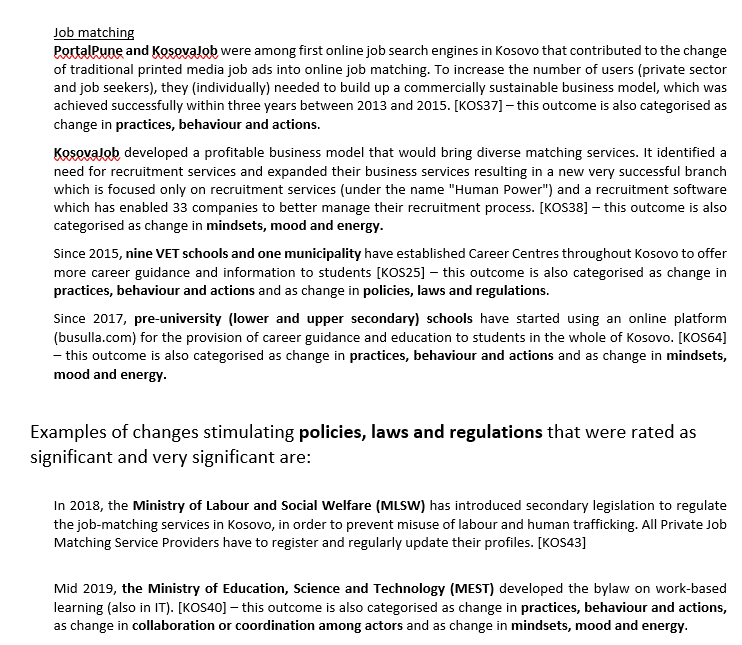 Job matching
PortalPune and KosovaJob were among first online job search engines in Kosovo that contributed to the change
of traditional printed media job ads into online job matching. To increase the number of users (private sector
and job seekers), they (individually) needed to build up a commercially sustainable business model, which was
achieved successfully within three years between 2013 and 2015. [KOS37] – this outcome is also categorised as
change in practices, behaviour and actions.
KosovaJob developed a profitable business model that would bring diverse matching services. It identified a
need for recruitment services and expanded their business services resulting in a new very successful branch
which is focused only on recruitment services (under the name "Human Power") and a recruitment software
which has enabled 33 companies to better manage their recruitment process. [KOS38] – this outcome is also
categorised as change in mindsets, mood and energy.
Since 2015, nine VET schools and one municipality have established Career Centres throughout Kosovo to offer
more career guidance and information to students [KOS25] – this outcome is also categorised as change in
practices, behaviour and actions and as change in policies, laws and regulations.
Since 2017, pre-university (lower and upper secondary) schools have started using an online platform
(busulla.com) for the provision of career guidance and education to students in the whole of Kosovo. [KOS64]
– this outcome is also categorised as change in practices, behaviour and actions and as change in mindsets,
mood and energy.
Examples of changes stimulating policies, laws and regulations that were rated as
significant and very significant are:
In 2018, the Ministry of Labour and Social Welfare (MLSW) has introduced secondary legislation to regulate
the job-matching services in Kosovo, in order to prevent misuse of labour and human trafficking. All Private Job
Matching Service Providers have to register and regularly update their profiles. [KOS43]
Mid 2019, the Ministry of Education, Science and Technology (MEST) developed the bylaw on work-based
learning (also in IT). [KOS40] – this outcome is also categorised as change in practices, behaviour and actions,
as change in collaboration or coordination among actors and as change in mindsets, mood and energy.